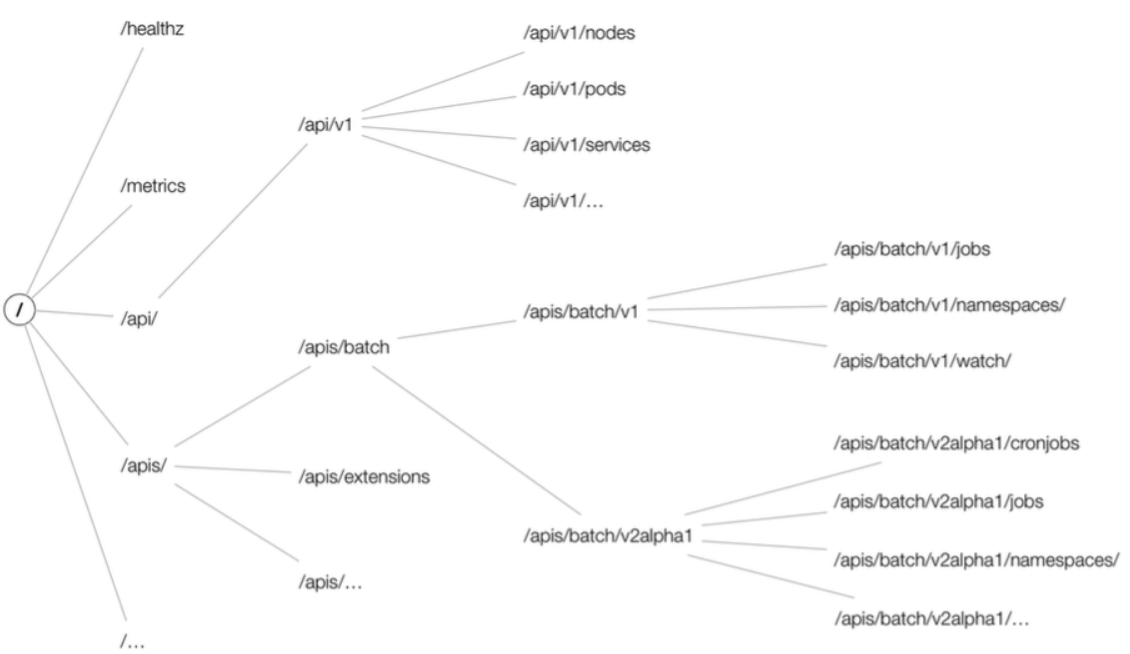 /healthz
/api/v1/nodes
/api/v1/pods
/api/v1
/api/v1/services
/metrics
/api/v1/...
/apis/batch/v1/jobs
/
/api/
/apis/batch/v1
/apis/batch/v1/namespaces/
/apis/batch
/apis/batch/v1/watch/
/apis/batch/v2alpha1/cronjobs
/apis/
/apis/extensions
/apis/batch/v2alpha1/jobs
/apis/batch/v2alpha1
/apis/batch/v2alpha1/namespaces/
/apis/...
/apis/batch/v2alpha1/...
/...